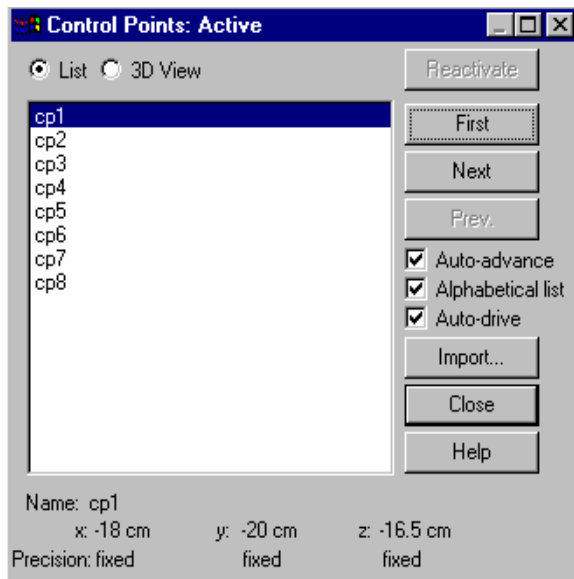 Control Points: Active
List 3D View
Reactivate
cp1
cp2
cp3
cp4
cp5
cp6
cp7
cp8
First
Next
Prev.
Auto-advance
Alphabetical list
Auto-drive
Import...
Close
Help
Name: cp1
x: -18 cm y: -20 cm z: -16.5 cm
Precision: fixed fixed fixed